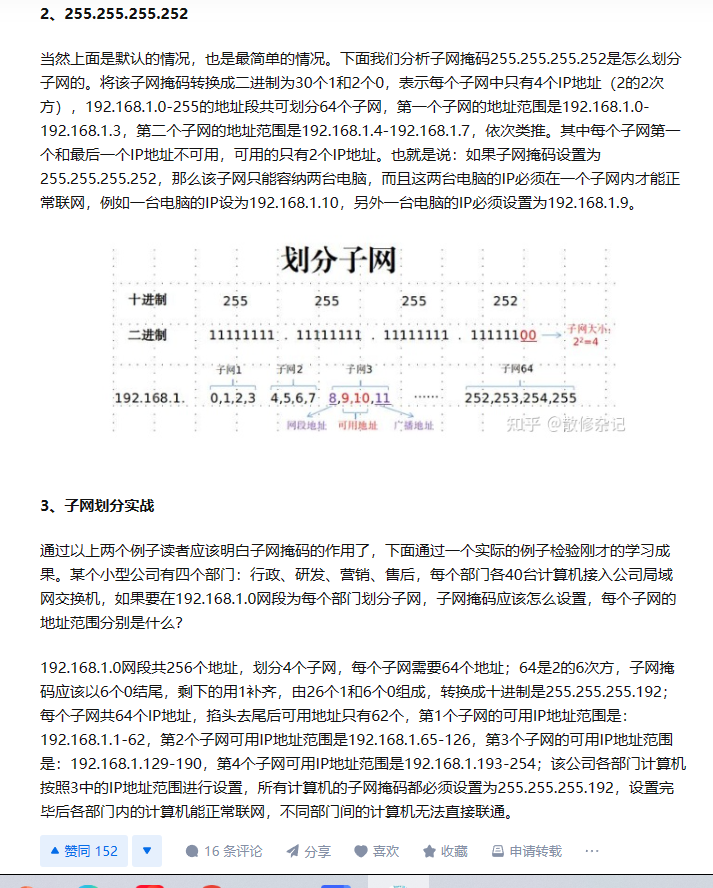 2、255.255.255.252
当然上面是默认的情况，也是最简单的情况。下面我们分析子网掩码255.255.255.252是怎么划分
子网的。将该子网掩码转换成二进制为30个1和2个0，表示每个子网中只有4个IP地址（2的2次
方），192.168.1.0-255的地址段共可划分64个子网，第一个子网的地址范围是192.168.1.0-
192.168.1.3，第二个子网的地址范围是192.168.1.4-192.168.1.7，依次类推。其中每个子网第一
个和最后一个IP地址不可用，可用的只有2个IP地址。也就是说：如果子网掩码设置为
255.255.255.252，那么该子网只能容纳两台电脑，而且这两台电脑的IP必须在一个子网内才能正
常联网，例如一台电脑的IP设为192.168.1.10，另外一台电脑的IP必须设置为192.168.1.9。
划分子网
十进制 255 255 255 252
二进制 11111111 . 11111111 . 11111111 . 11111100 子网大小:
2²=4
子网1 子网2 子网3 子网64
192.168.1. 0,1,2,3 4,5,6,7 8,9,10,11 ······ 252,253,254,255
网段地址 可用地址 广播地址
知乎 @散修杂记
3、子网划分实战
通过以上两个例子读者应该明白子网掩码的作用了，下面通过一个实际的例子检验刚才的学习成
果。某个小型公司有四个部门：行政、研发、营销、售后，每个部门各40台计算机接入公司局域
网交换机，如果要在192.168.1.0网段为每个部门划分子网，子网掩码应该怎么设置，每个子网的
地址范围分别是什么？
192.168.1.0网段共256个地址，划分4个子网，每个子网需要64个地址；64是2的6次方，子网掩
码应该以6个0结尾，剩下的用1补齐，由26个1和6个0组成，转换成十进制是255.255.255.192；
每个子网共64个IP地址，掐头去尾后可用地址只有62个，第1个子网的可用IP地址范围是：
192.168.1.1-62，第2个子网可用IP地址范围是192.168.1.65-126，第3个子网的可用IP地址范围
是：192.168.1.129-190，第4个子网可用IP地址范围是192.168.1.193-254；该公司各部门计算机
按照3中的IP地址范围进行设置，所有计算机的子网掩码都必须设置为255.255.255.192，设置完
毕后各部门内的计算机能正常联网，不同部门间的计算机无法直接联通。
赞同 152 16 条评论 分享 喜欢 收藏 申请转载 ···